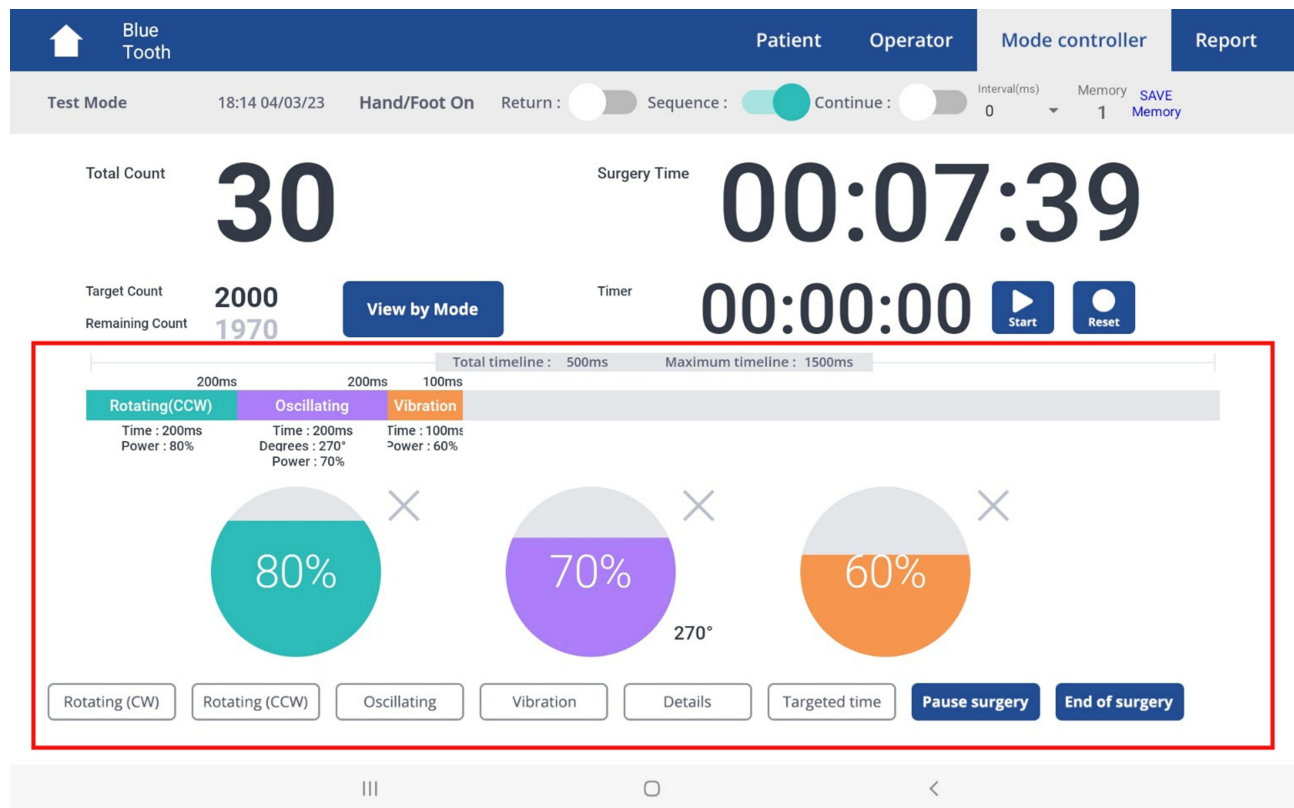 Blue
Tooth
Patient Operator Mode controller Report
Test Mode 18:14 04/03/23 Hand/Foot On Return : Sequence : Continue : Interval(ms) 0 Memory 1 SAVE Memory
Total Count 30 Surgery Time 00:07:39
Target Count 2000 View by Mode Timer 00:00:00 Start Reset
Remaining Count 1970
Total timeline : 500ms Maximum timeline : 1500ms
200ms 200ms 100ms
Rotating(CCW) Oscillating Vibration
Time : 200ms Time : 200ms Time : 100ms
Power : 80% Degrees : 270° Power : 60%
Power : 70%
80% 70% 60%
270°
Rotating (CW) Rotating (CCW) Oscillating Vibration Details Targeted time Pause surgery End of surgery